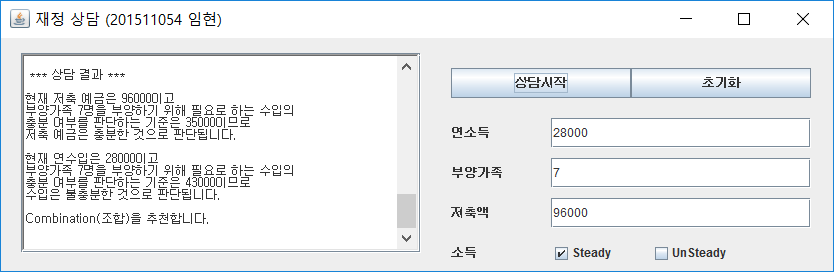 재정 상담 (201511054 임현)
*** 상담 결과 ***
현재 저축 예금은 96000이고
부양가족 7명을 부양하기 위해 필요로 하는 수입의
충분 여부를 판단하는 기준은 35000이므로
저축 예금은 충분한 것으로 판단됩니다.
현재 연수입은 28000이고
부양가족 7명을 부양하기 위해 필요로 하는 수입의
충분 여부를 판단하는 기준은 43000이므로
수입은 불충분한 것으로 판단됩니다.
Combination(조합)을 추천합니다.
상담시작 초기화
연소득 28000
부양가족 7
저축액 96000
소득 Steady UnSteady